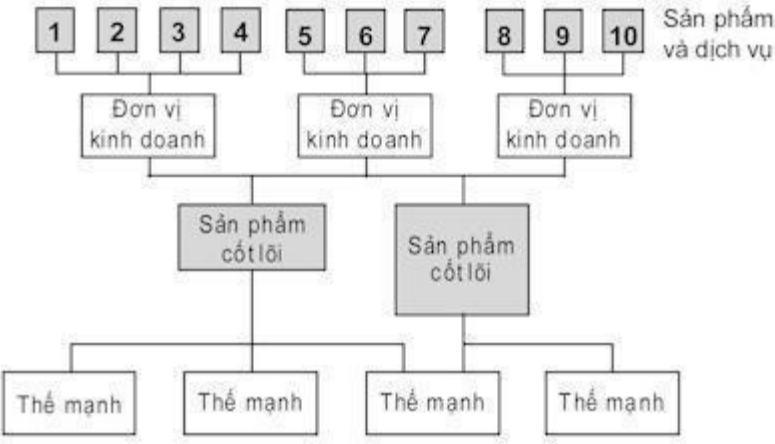 1 2 3 4 5 6 7 8 9 10
Sản phẩm
và dịch vụ
Đơn vị
kinh doanh
Đơn vị
kinh doanh
Đơn vị
kinh doanh
Sản phẩm
cốt lõi
Sản phẩm
cốt lõi
Thế mạnh
Thế mạnh
Thế mạnh
Thế mạnh